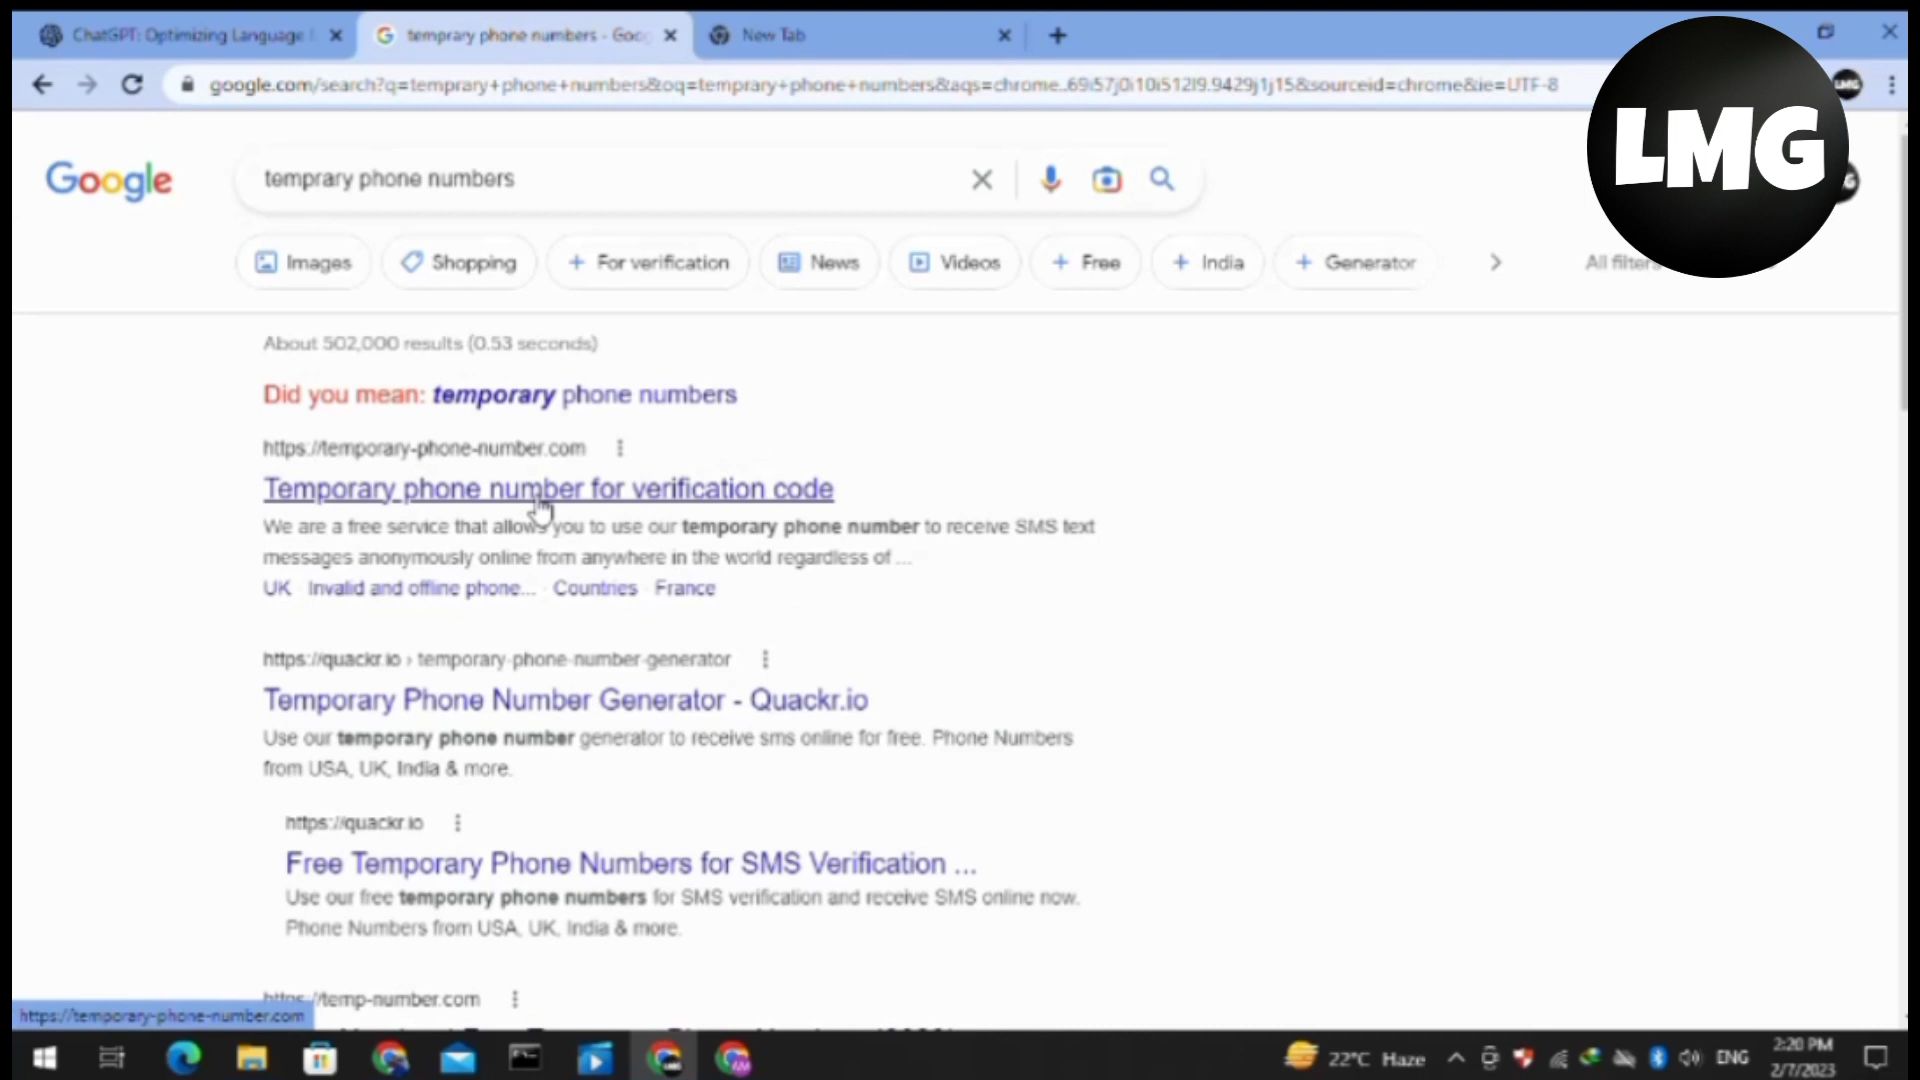 ChatGPT: Optimizing Language
temprary phone numbers - Goo
New Tab
google.com/search?q=temprary+phone+numbers&oq=temprary+phone+numbers&aqs=chrome..69i57j0i10i512l9.9429j1j15&sourceid=chrome&ie=UTF-8
LMG
LMG
Google
temprary phone numbers
Images
Shopping
+ For verification
News
Videos
+ Free
+ India
+ Generator
All filters
About 502,000 results (0.53 seconds)
Did you mean: temporary phone numbers
https://temporary-phone-number.com
Temporary phone number for verification code
We are a free service that allows you to use our temporary phone number to receive SMS text
messages anonymously online from anywhere in the world regardless of ...
UK · Invalid and offline phone... · Countries · France
https://quackr.io › temporary-phone-number-generator
Temporary Phone Number Generator - Quackr.io
Use our temporary phone number generator to receive sms online for free. Phone Numbers
from USA, UK, India & more.
https://quackr.io
Free Temporary Phone Numbers for SMS Verification ...
Use our free temporary phone numbers for SMS verification and receive SMS online now.
Phone Numbers from USA, UK, India & more.
https://temp-number.com
https://temporary-phone-number.com
22°C Haze
ENG
2:20 PM
2/7/2023